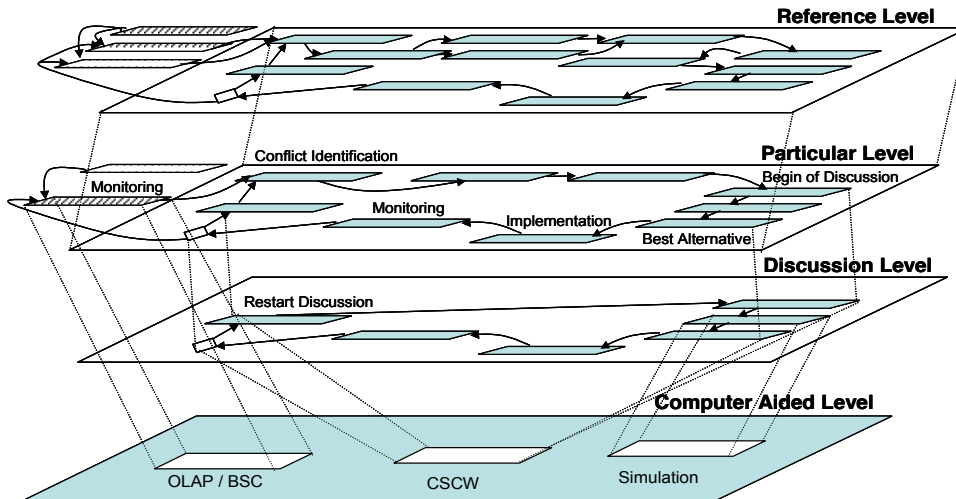 Reference Level
Conflict Identification
Particular Level
Monitoring
Begin of Discussion
Monitoring
Implementation
Best Alternative
Discussion Level
Restart Discussion
Computer Aided Level
OLAP / BSC
CSCW
Simulation